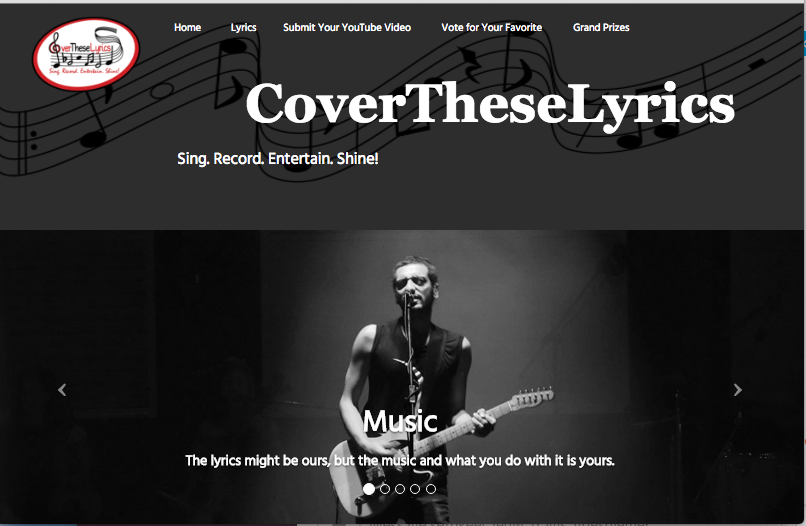 Home Lyrics Submit Your YouTube Video Vote for Your Favorite Grand Prizes
overTheseLyrics
Sing. Record. Entertain. Shine!
CoverTheseLyrics
Sing. Record. Entertain. Shine!
Music
The lyrics might be ours, but the music and what you do with it is yours.